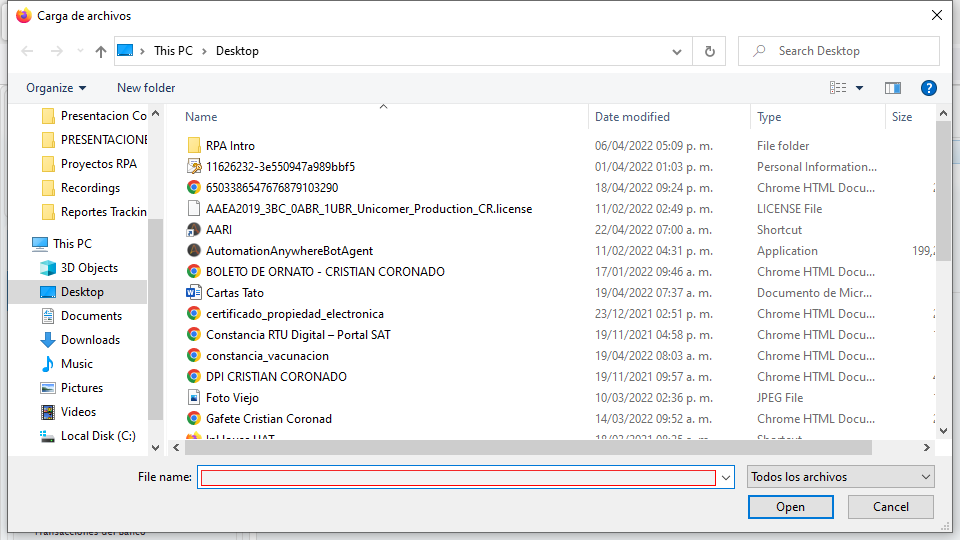 Carga de archivos
This PC > Desktop
Search Desktop
Organize
New folder
Presentacion Co
PRESENTACIONE
Proyectos RPA
Recordings
Reportes Trackin
This PC
3D Objects
Desktop
Documents
Downloads
Music
Pictures
Videos
Local Disk (C:)
Name Date modified Type Size
RPA Intro 06/04/2022 05:09 p. m. File folder
11626232-3e550947a989bbf5 01/04/2022 01:03 p. m. Personal Information...
6503386547676879103290 18/04/2022 09:24 p. m. Chrome HTML Docu...
AAEA2019_3BC_0ABR_1UBR_Unicomer_Production_CR.license 11/02/2022 02:49 p. m. LICENSE File
AARI 22/04/2022 07:00 a. m. Shortcut
AutomationAnywhereBotAgent 11/02/2022 04:31 p. m. Application 199,
BOLETO DE ORNATO - CRISTIAN CORONADO 17/01/2022 09:46 a. m. Chrome HTML Docu...
Cartas Tato 19/04/2022 07:37 a. m. Documento de Micr...
certificado_propiedad_electronica 23/12/2021 02:51 p. m. Chrome HTML Docu...
Constancia RTU Digital – Portal SAT 19/11/2021 04:58 p. m. Chrome HTML Docu...
constancia_vacunacion 19/04/2022 08:03 a. m. Chrome HTML Docu...
DPI CRISTIAN CORONADO 19/11/2021 09:57 a. m. Chrome HTML Docu...
Foto Viejo 10/03/2022 02:36 p. m. JPEG File
Gafete Cristian Coronad 14/03/2022 09:52 a. m. Chrome HTML Docu...
InHouse UAT Shortcut
File name:
Todos los archivos
Open
Cancel
Transacciones del Banco